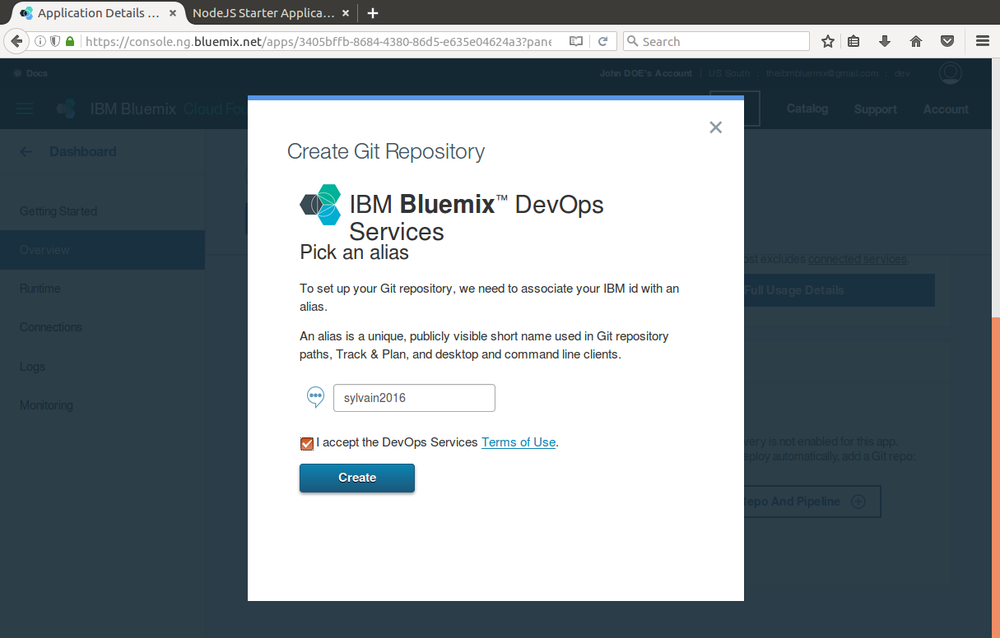 Application Details ...
NodeJS Starter Applica...
https://console.ng.bluemix.net/apps/3405bffb-8684-4380-86d5-e635e04624a3?pane
Search
Docs
John DOE's Account
US South : theibmbluemix@gmail.com : dev
IBM Bluemix Cloud Fou
Catalog
Support
Account
Dashboard
Getting Started
Overview
Runtime
Connections
Logs
Monitoring
Create Git Repository
IBM Bluemix™ DevOps
Services
Pick an alias
To set up your Git repository, we need to associate your IBM id with an
alias.
An alias is a unique, publicly visible short name used in Git repository
paths, Track & Plan, and desktop and command line clients.
sylvain2016
I accept the DevOps Services Terms of Use.
Create
ost excludes connected services.
Full Usage Details
very is not enabled for this app.
eploy automatically, add a Git repo:
Repo And Pipeline